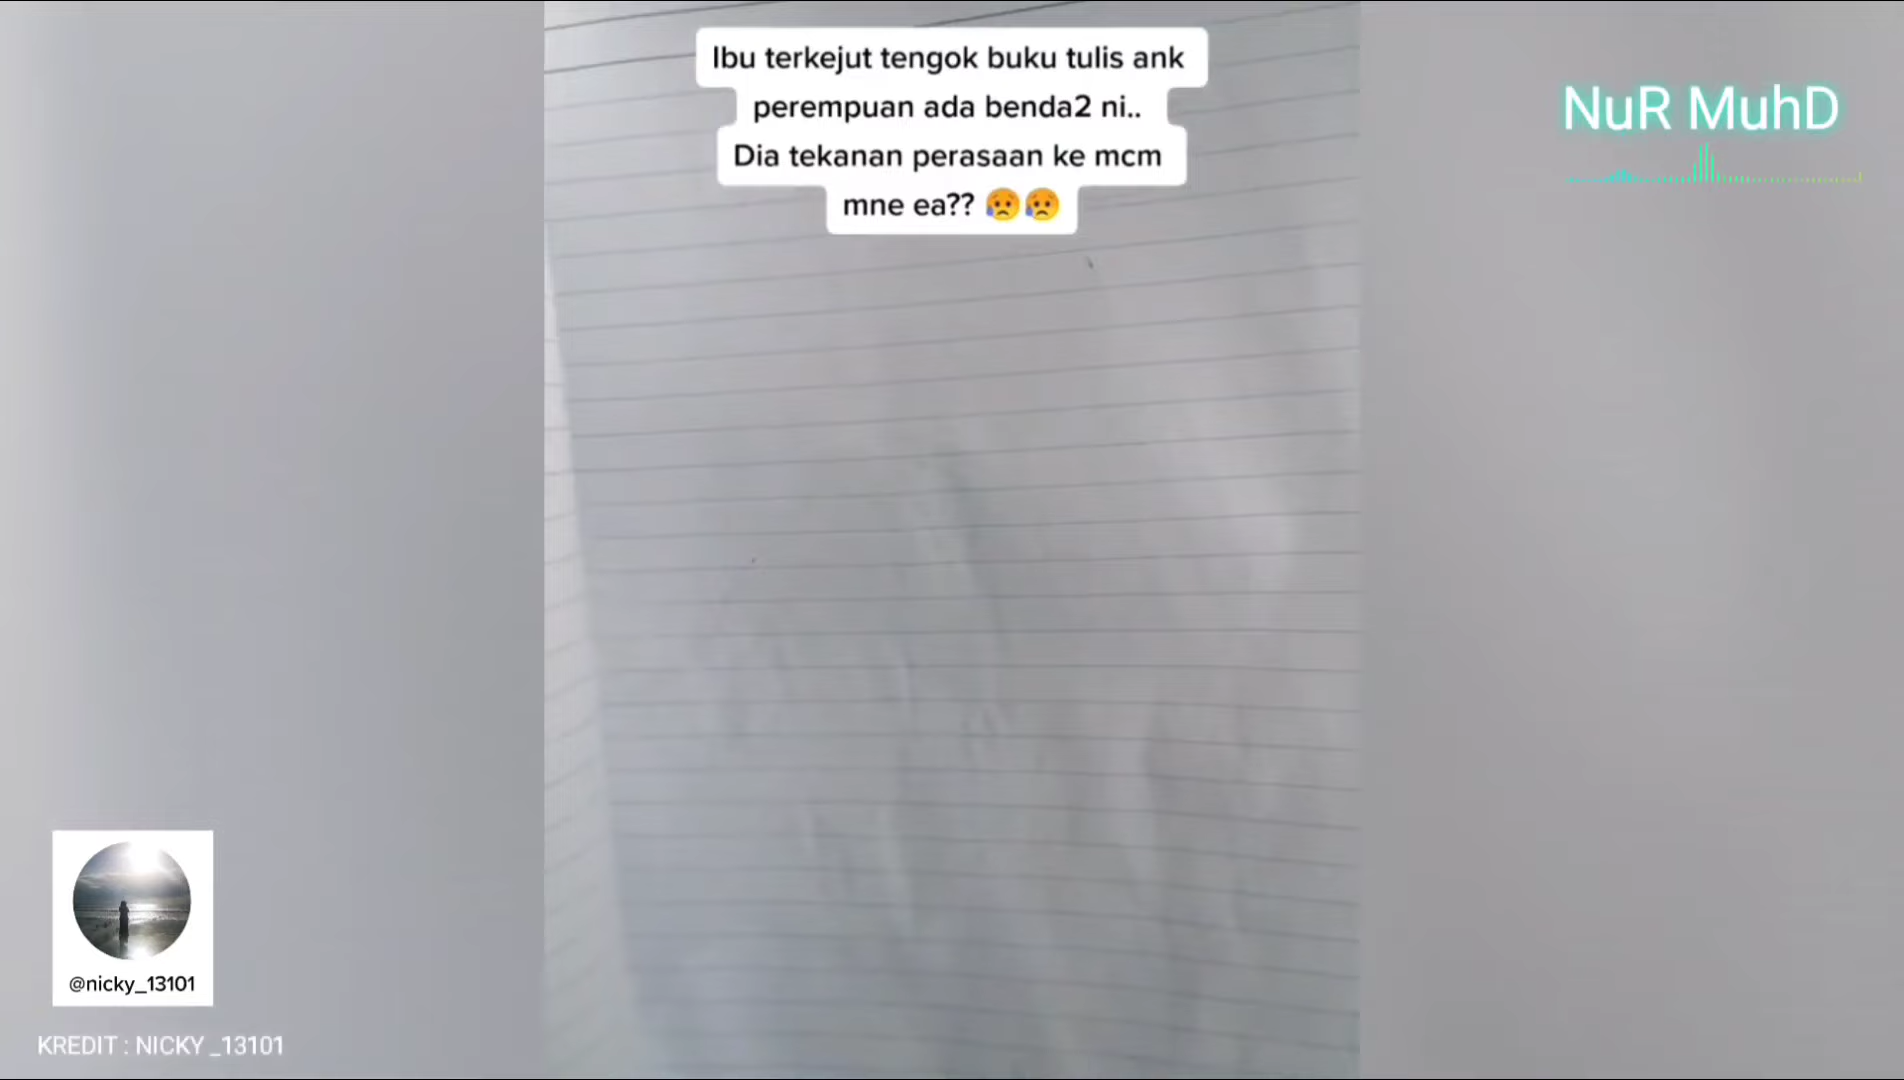 Ibu terkejut tengok buku tulis ank
perempuan ada benda2 ni..
Dia tekanan perasaan ke mcm
mne ea?? 😥😥
NuR MuhD
@nicky_13101
KREDIT : NICKY _13101